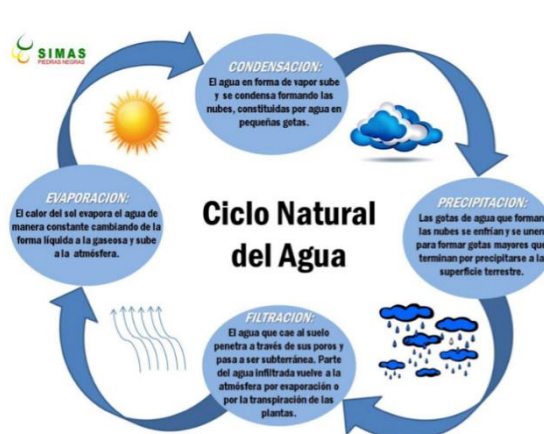 SIMAS
PIEDRAS NEGRAS
CONDENSACION:
El agua en forma de vapor sube
y se condensa formando las
nubes, constituidas por agua en
pequeñas gotas.
EVAPORACION:
El calor del sol evapora el agua de
manera constante cambiando de la
forma líquida a la gaseosa y sube
a la atmósfera.
Ciclo Natural
del Agua
PRECIPITACION:
Las gotas de agua que forman
las nubes se enfrían y se unen
para formar gotas mayores que
terminan por precipitarse a la
superficie terrestre.
FILTRACION:
El agua que cae al suelo
penetra a través de sus poros y
pasa a ser subterránea. Parte
del agua infiltrada vuelve a la
atmósfera por evaporación o
por la transpiración de las
plantas.